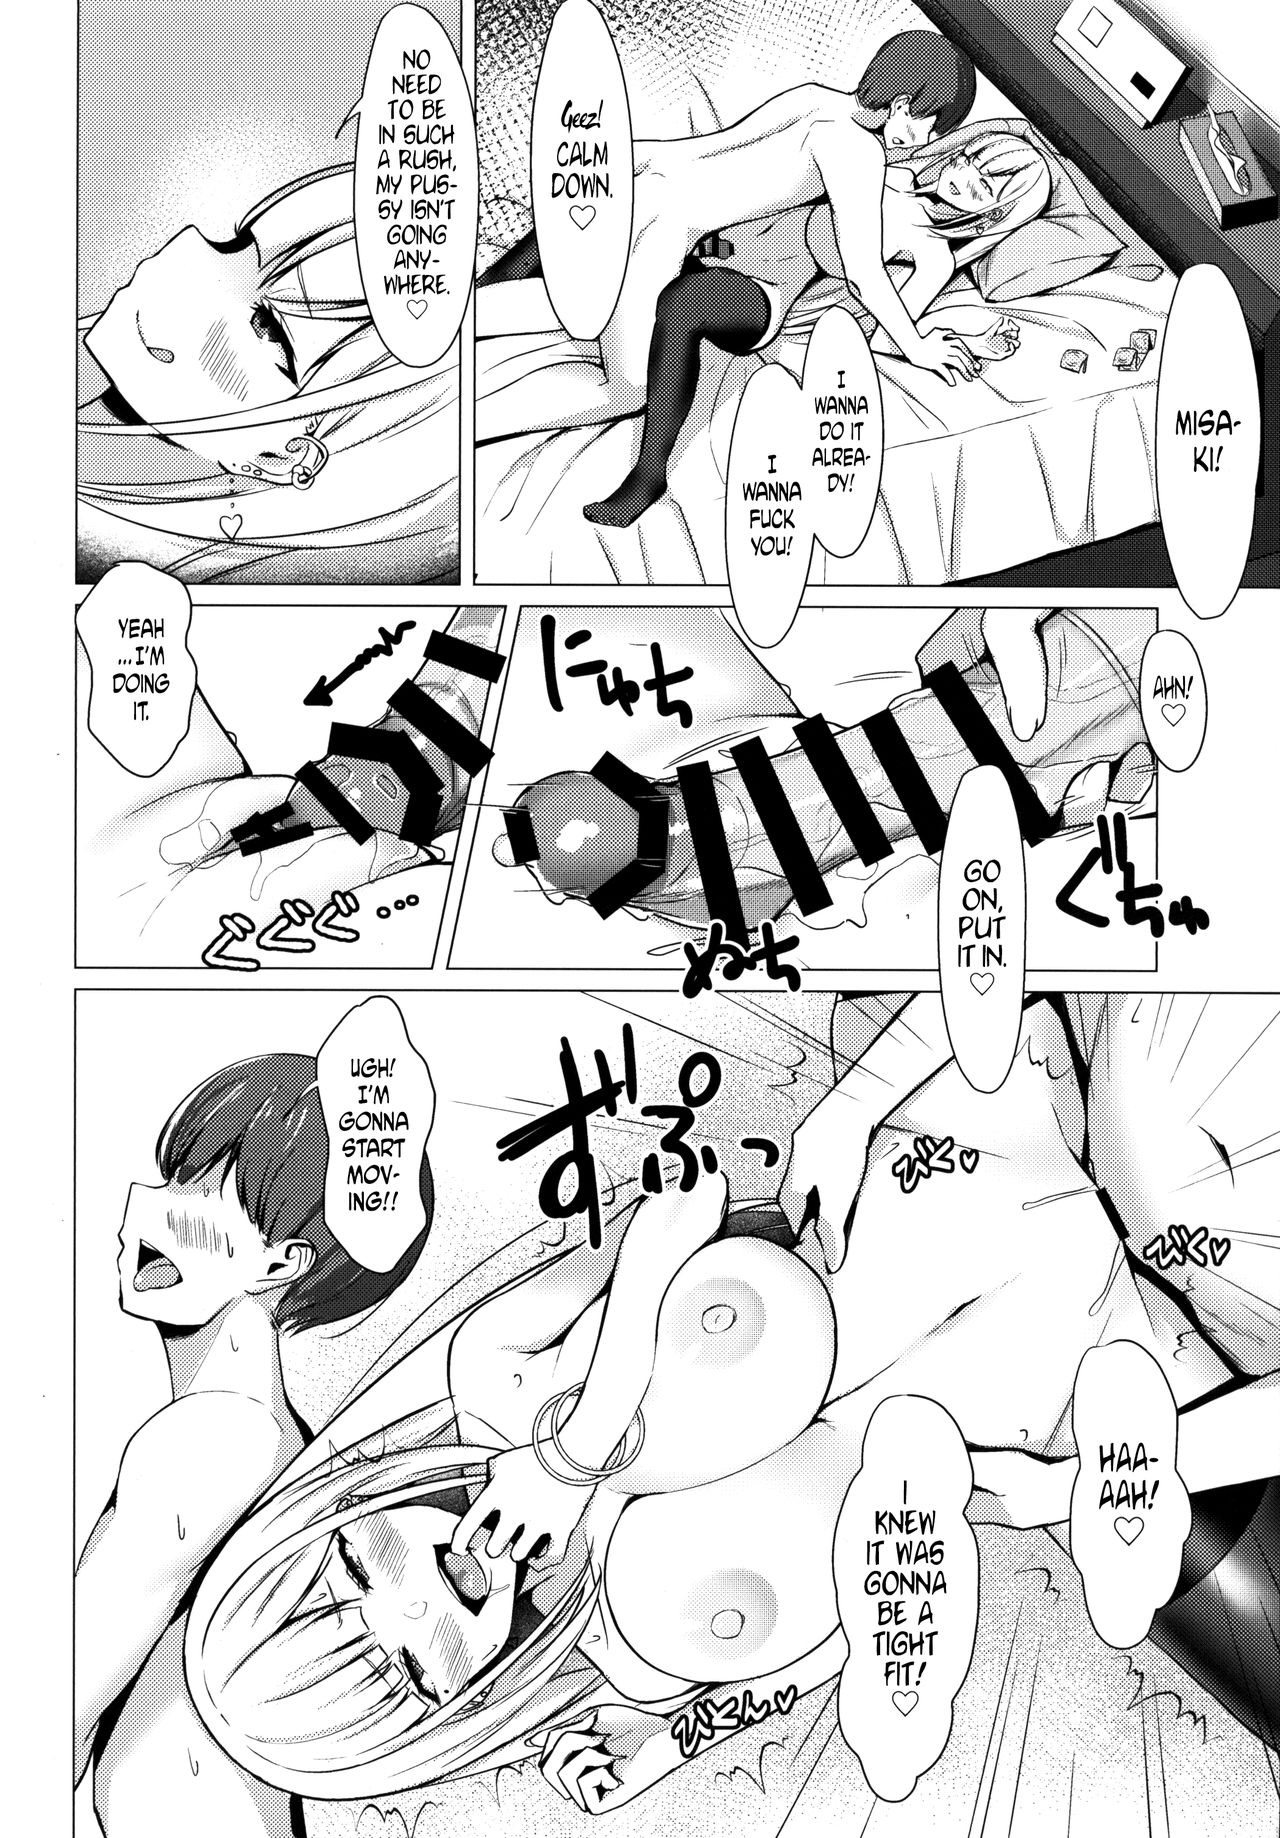 MISA-
KI!
I
WANNA
DO IT
ALREA-
DY!
I
WANNA
FUCK
YOU!
Geez!
CALM
DOWN.
♡
NO
NEED
TO BE
IN SUCH
A RUSH,
MY PUS-
SY ISN'T
GOING
ANY-
WHERE.
♡
♡
AHN!
♡
ぐちゅ
にゅち
ぬち
GO
ON,
PUT
IT IN.
♡
YEAH
...I'M
DOING
IT.
ぐぐぐ…
ずぷっ
びく♥
びく♥
HAA-
AAH!
♡
I
KNEW
IT WAS
GONNA
BE A
TIGHT
FIT!
♡
びくん♥
UGH!
I'M
GONNA
START
MOV-
ING!!